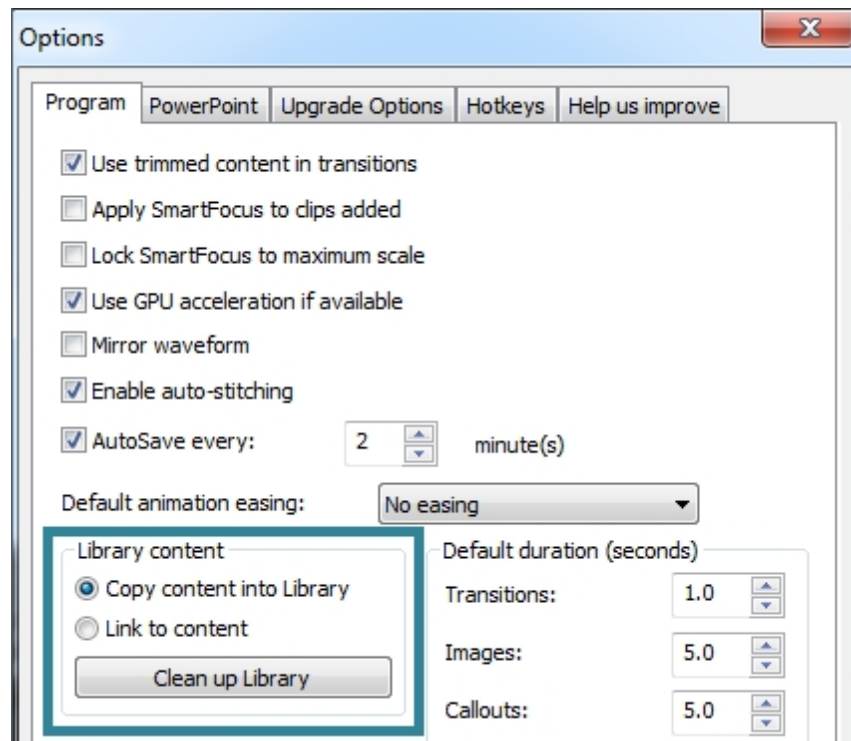 Options
X
Program PowerPoint Upgrade Options Hotkeys Help us improve
Use trimmed content in transitions
Apply SmartFocus to clips added
Lock SmartFocus to maximum scale
Use GPU acceleration if available
Mirror waveform
Enable auto-stitching
AutoSave every: 2 minute(s)
Default animation easing: No easing
Library content
Copy content into Library
Link to content
Clean up Library
Default duration (seconds)
Transitions: 1.0
Images: 5.0
Callouts: 5.0